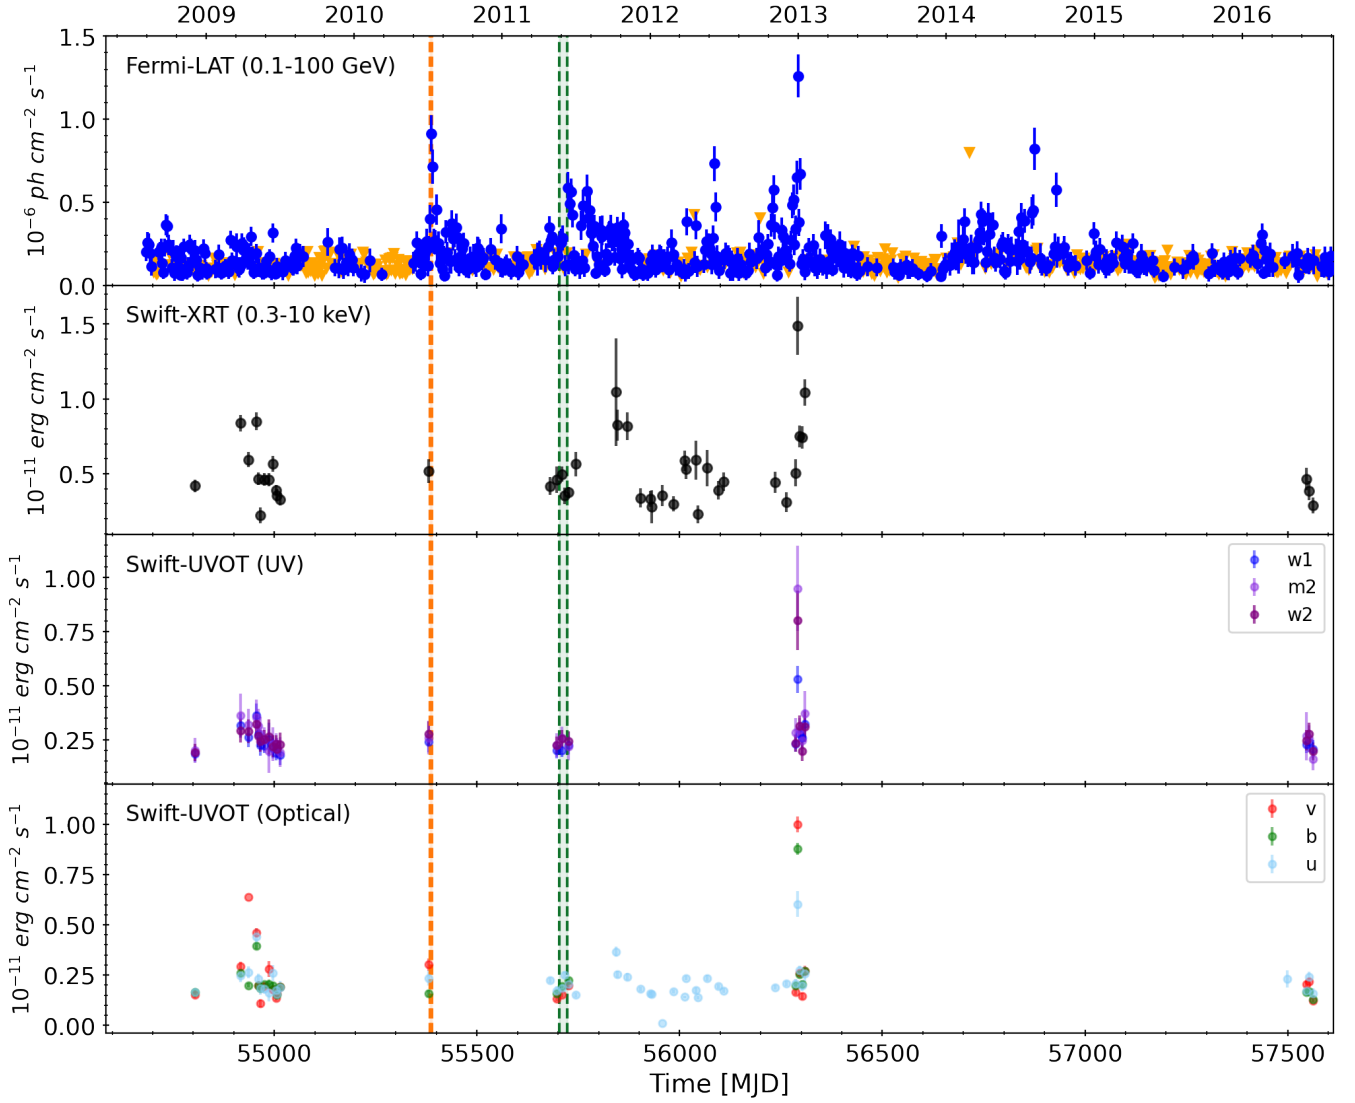 2009 2010 2011 2012 2013 2014 2015 2016
Fermi-LAT (0.1-100 GeV)
10⁻⁶ ph cm⁻² s⁻¹
1.5
1.0
0.5
0.0
Swift-XRT (0.3-10 keV)
10⁻¹¹ erg cm⁻² s⁻¹
1.5
1.0
0.5
Swift-UVOT (UV)
10⁻¹¹ erg cm⁻² s⁻¹
1.00
0.75
0.50
0.25
w1
m2
w2
Swift-UVOT (Optical)
10⁻¹¹ erg cm⁻² s⁻¹
1.00
0.75
0.50
0.25
0.00
v
b
u
55000 55500 56000 56500 57000 57500
Time [MJD]